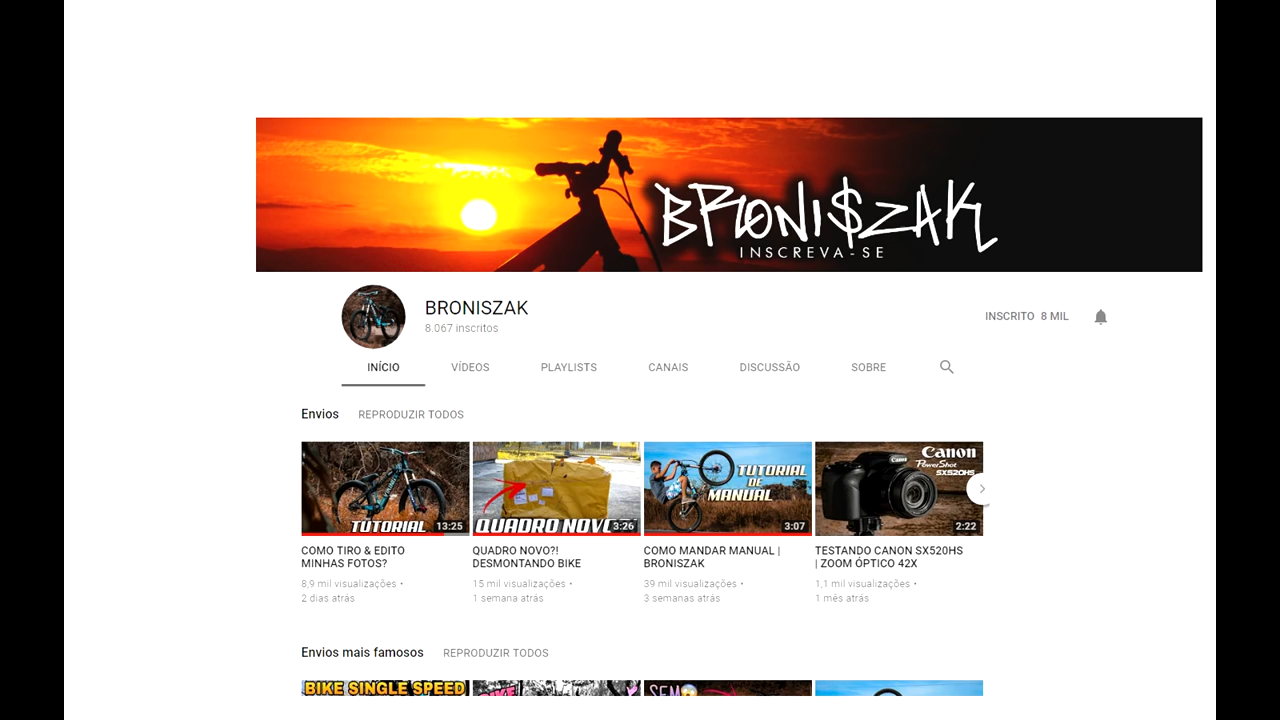 BRONI$ZAK
INSCREVA-SE
BRONISZAK
8.067 inscritos
INSCRITO 8 MIL
INÍCIO VÍDEOS PLAYLISTS CANAIS DISCUSSÃO SOBRE
Envios REPRODUZIR TODOS
TUTORIAL 13:25
QUADRO NOVO 3:26
TUTORIAL
DE
MANUAL
3:07
Canon
PowerShot
SX520HS
Canon
2:22
COMO TIRO & EDITO
MINHAS FOTOS?
8,9 mil visualizações •
2 dias atrás
QUADRO NOVO?!
DESMONTANDO BIKE
15 mil visualizações •
1 semana atrás
COMO MANDAR MANUAL |
BRONISZAK
39 mil visualizações •
3 semanas atrás
TESTANDO CANON SX520HS
| ZOOM ÓPTICO 42X
1,1 mil visualizações •
1 mês atrás
Envios mais famosos REPRODUZIR TODOS
BIKE SINGLE SPEED
BIKE
SEM